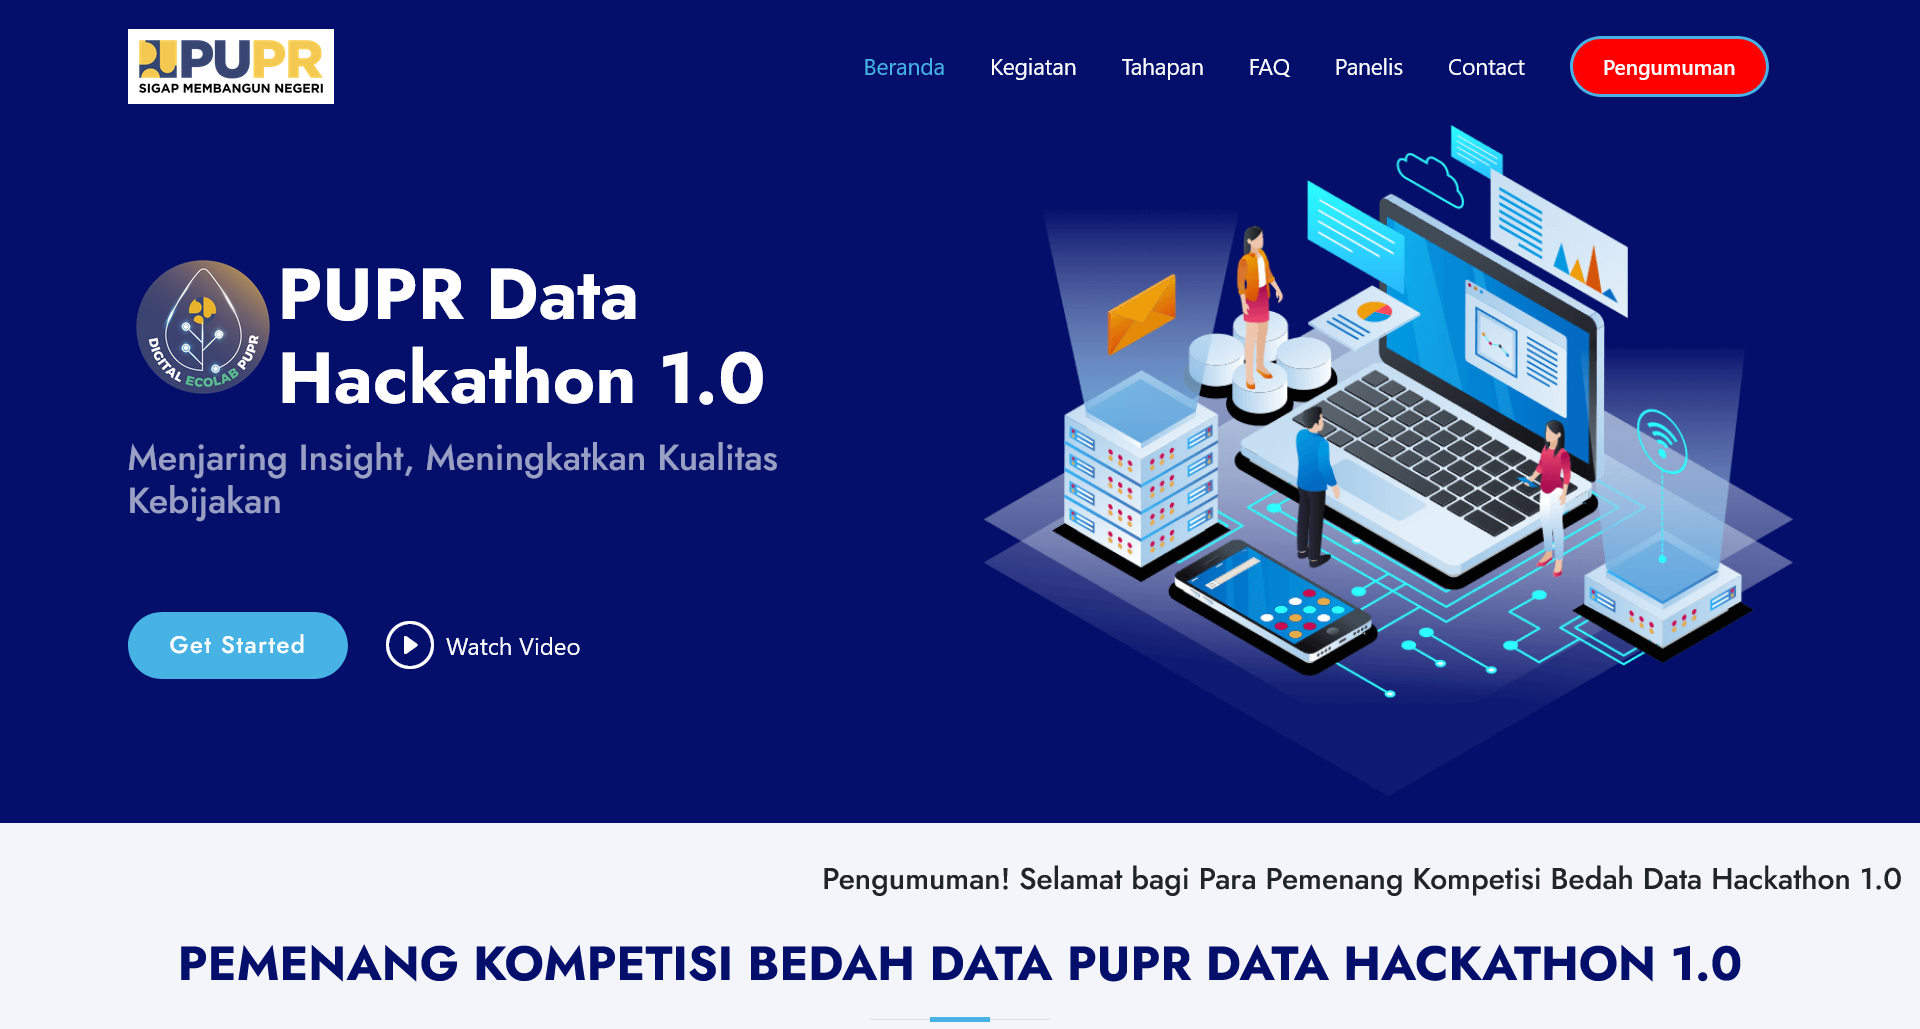 PUPR
SIGAP MEMBANGUN NEGERI
Beranda
Kegiatan
Tahapan
FAQ
Panelis
Contact
Pengumuman
DIGITAL ECOLAB PUPR
PUPR Data
Hackathon 1.0
Menjaring Insight, Meningkatkan Kualitas
Kebijakan
Get Started
Watch Video
Pengumuman! Selamat bagi Para Pemenang Kompetisi Bedah Data Hackathon 1.0
PEMENANG KOMPETISI BEDAH DATA PUPR DATA HACKATHON 1.0